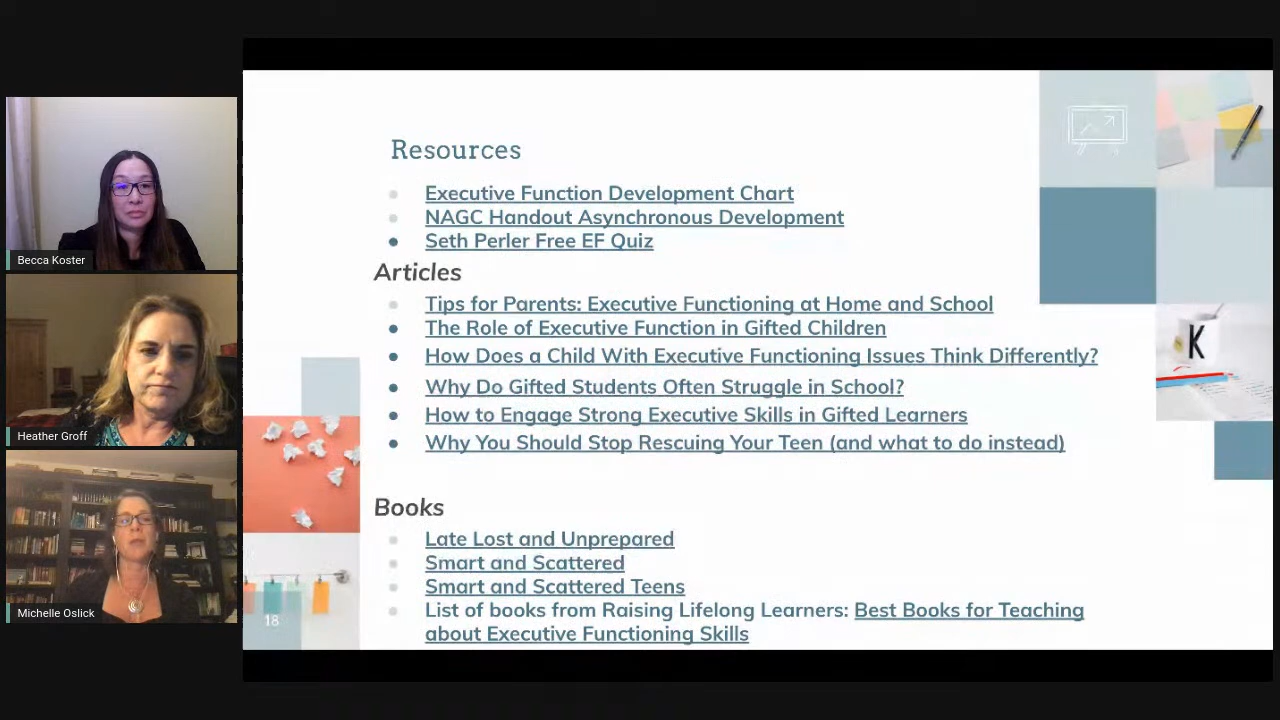 Becca Koster
Heather Groff
Michelle Oslick
Resources
Executive Function Development Chart
NAGC Handout Asynchronous Development
Seth Perler Free EF Quiz
Articles
Tips for Parents: Executive Functioning at Home and School
The Role of Executive Function in Gifted Children
How Does a Child With Executive Functioning Issues Think Differently?
Why Do Gifted Students Often Struggle in School?
How to Engage Strong Executive Skills in Gifted Learners
Why You Should Stop Rescuing Your Teen (and what to do instead)
Books
Late Lost and Unprepared
Smart and Scattered
Smart and Scattered Teens
List of books from Raising Lifelong Learners: Best Books for Teaching
about Executive Functioning Skills
18
K